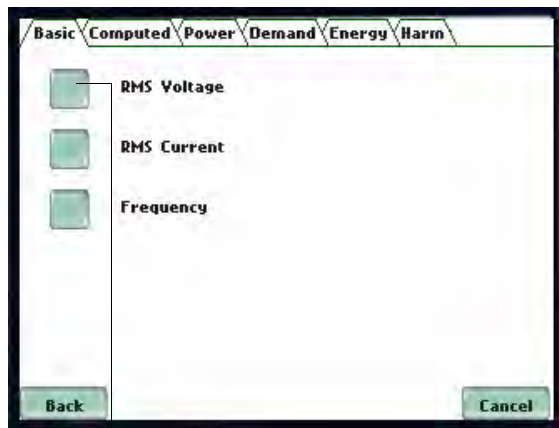 Basic Computed Power Demand Energy Harm
RMS Voltage
RMS Current
Frequency
Back Cancel